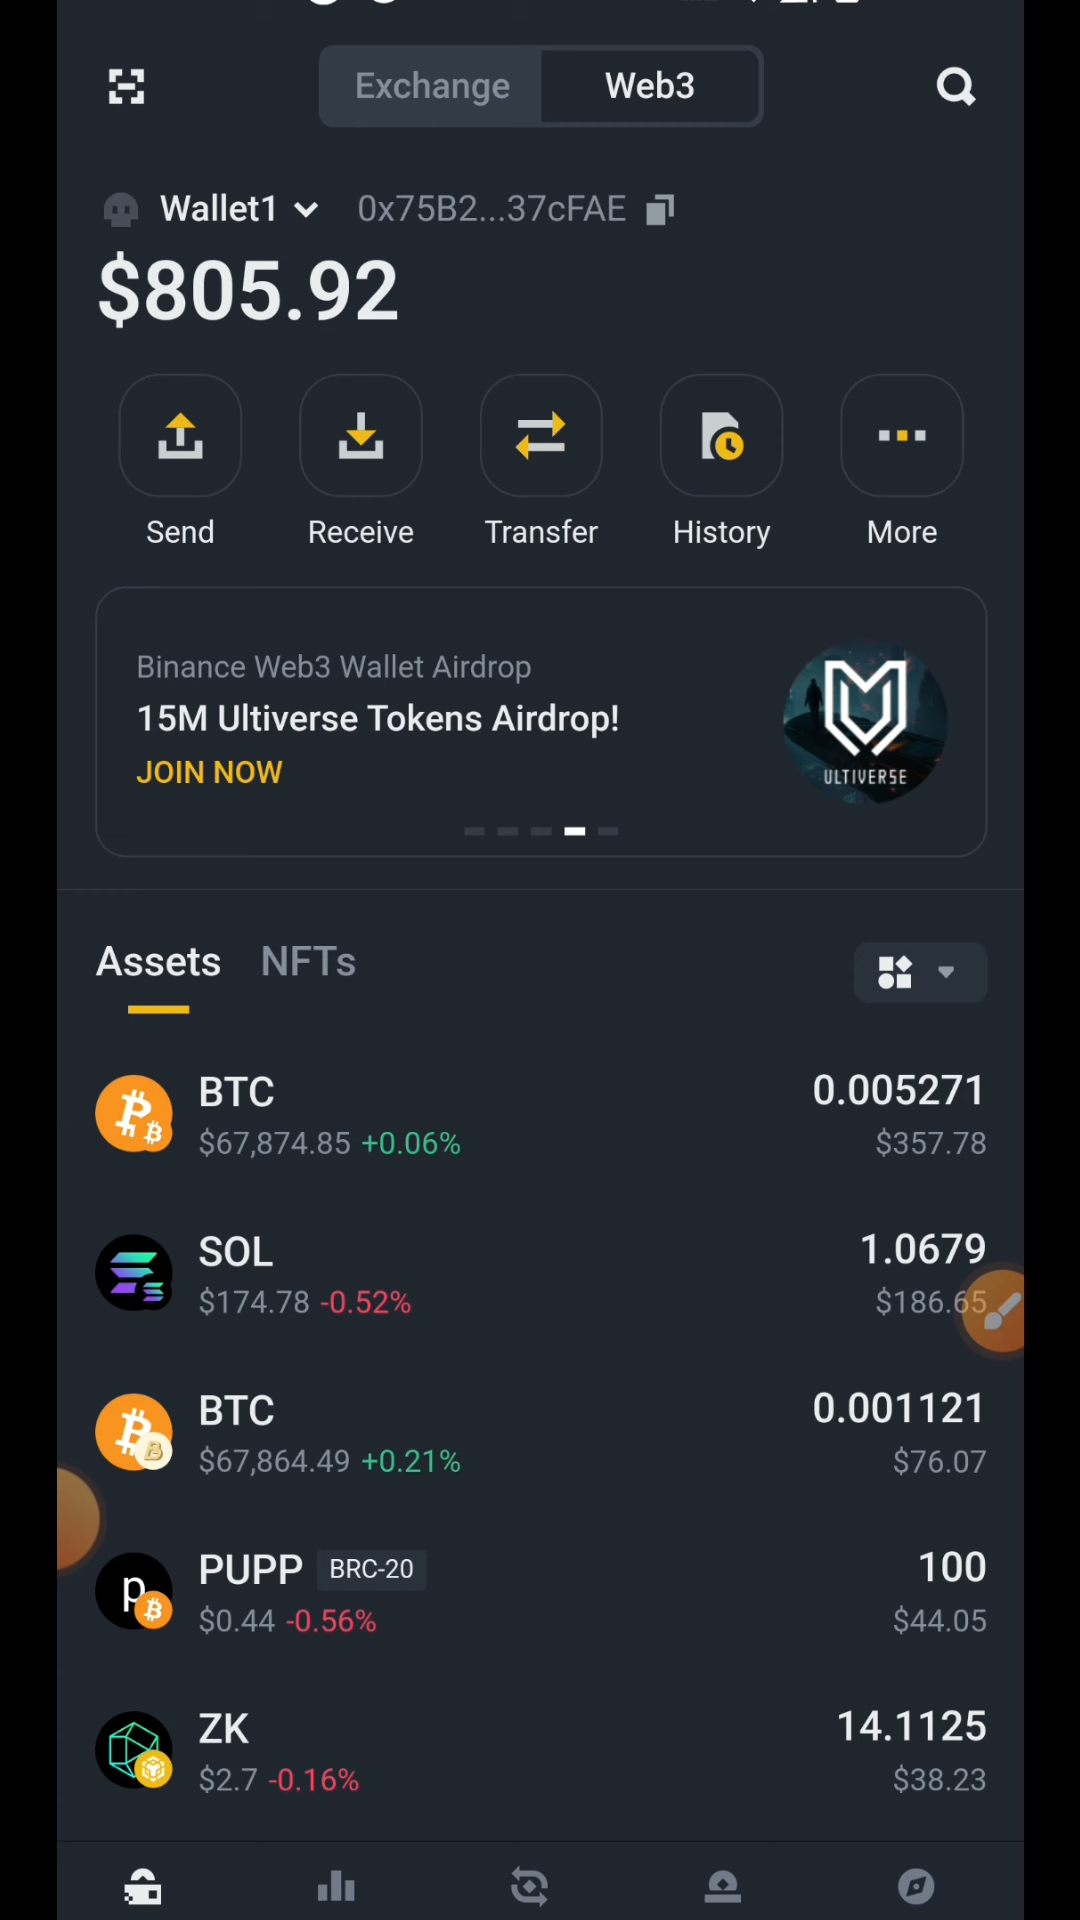 Exchange Web3
Wallet1 0x75B2...37cFAE
$805.92
Send Receive Transfer History More
Binance Web3 Wallet Airdrop
15M Ultiverse Tokens Airdrop!
JOIN NOW
ULTIVERSE
Assets NFTs
BTC 0.005271
$67,874.85 +0.06% $357.78
SOL 1.0679
$174.78 -0.52% $186.65
BTC 0.001121
$67,864.49 +0.21% $76.07
PUPP BRC-20 100
$0.44 -0.56% $44.05
ZK 14.1125
$2.7 -0.16% $38.23